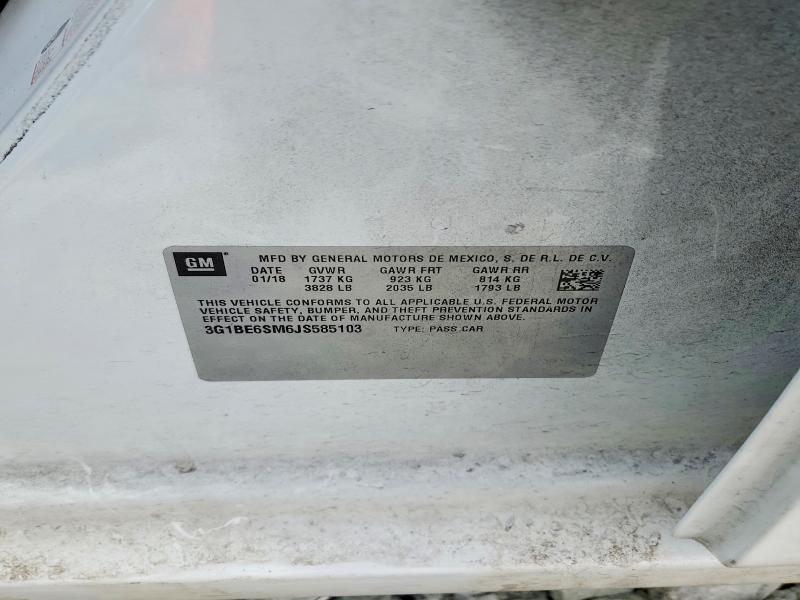 GM MFD BY GENERAL MOTORS DE MEXICO, S. DE R.L. DE C.V.
DATE GVWR GAWR FRT GAWR RR
01/18 1737 KG 923 KG 814 KG
3828 LB 2035 LB 1793 LB
THIS VEHICLE CONFORMS TO ALL APPLICABLE U.S. FEDERAL MOTOR
VEHICLE SAFETY, BUMPER, AND THEFT PREVENTION STANDARDS IN
EFFECT ON THE DATE OF MANUFACTURE SHOWN ABOVE.
3G1BE6SM6JS585103 TYPE: PASS.CAR